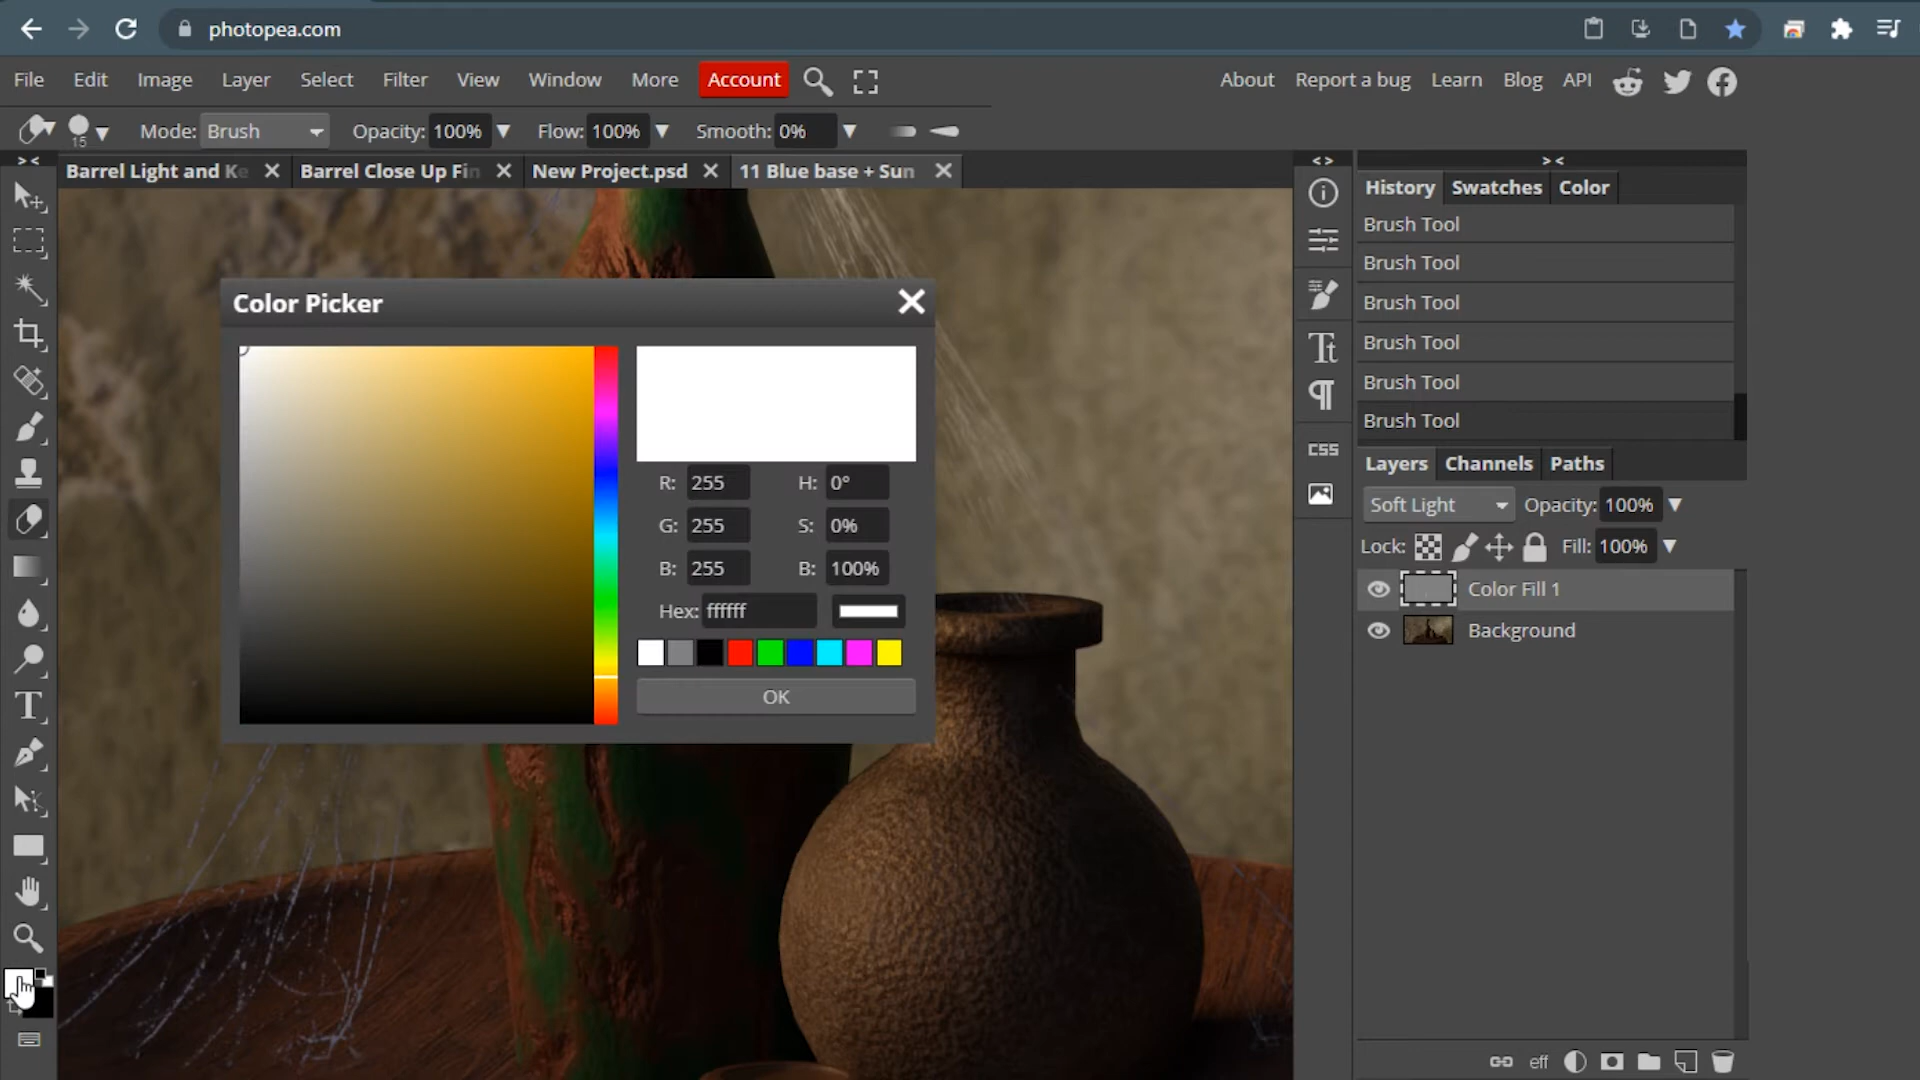 photopea.com
File Edit Image Layer Select Filter View Window More Account About Report a bug Learn Blog API
15 Mode: Brush Opacity: 100% Flow: 100% Smooth: 0%
Barrel Light and Ke Barrel Close Up Fin New Project.psd 11 Blue base + Sun
Color Picker
R: 255 H: 0°
G: 255 S: 0%
B: 255 B: 100%
Hex: ffffff
OK
CSS
History Swatches Color
Brush Tool
Brush Tool
Brush Tool
Brush Tool
Brush Tool
Brush Tool
Layers Channels Paths
Soft Light Opacity: 100%
Lock: Fill: 100%
Color Fill 1
Background
eff